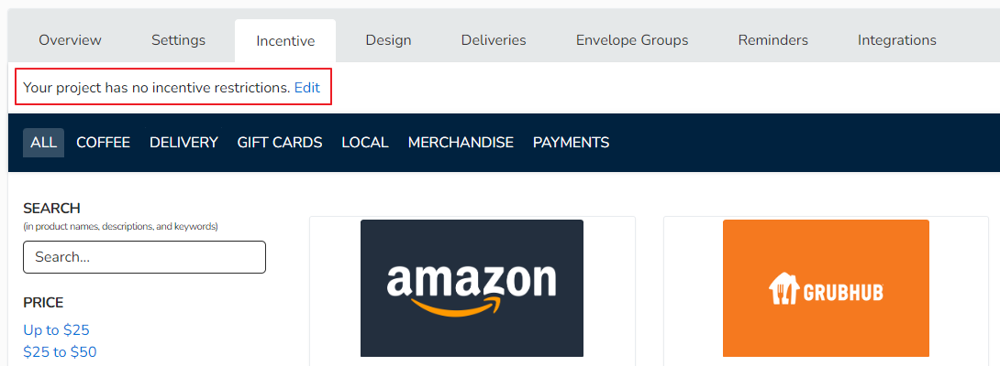 Overview Settings Incentive Design Deliveries Envelope Groups Reminders Integrations
Your project has no incentive restrictions. Edit
ALL COFFEE DELIVERY GIFT CARDS LOCAL MERCHANDISE PAYMENTS
SEARCH
(in product names, descriptions, and keywords)
Search...
PRICE
Up to $25
$25 to $50
amazon
GRUBHUB